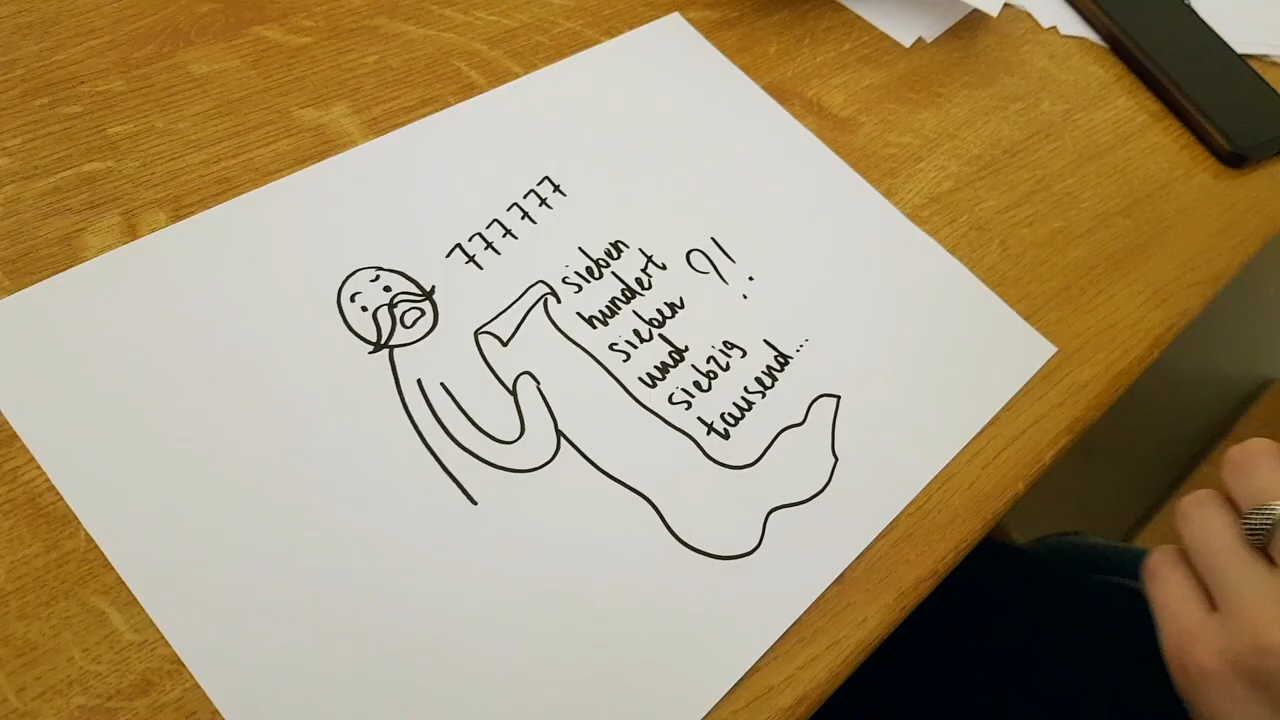 777777
sieben
hundert
sieben ?!
und
siebzig
tausend...